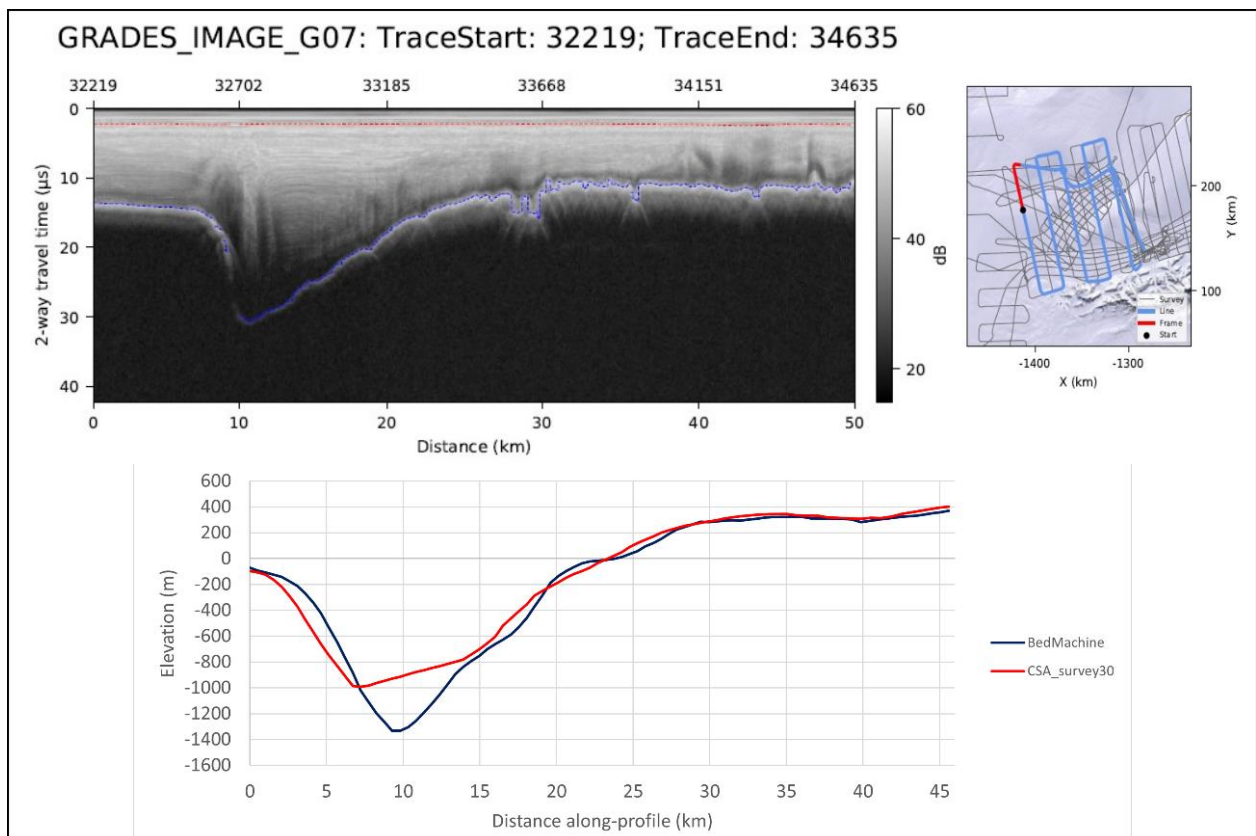 GRADES_IMAGE_G07: TraceStart: 32219; TraceEnd: 34635
32219 32702 33185 33668 34151 34635
0
10
20
30
40
2-way travel time (µs)
0 10 20 30 40 50
Distance (km)
60
40
20
dB
200
100
Y (km)
Survey
Line
Frame
Start
-1400 -1300
X (km)
600
400
200
0
-200
-400
-600
-800
-1000
-1200
-1400
-1600
Elevation (m)
BedMachine
CSA_survey30
0 5 10 15 20 25 30 35 40 45
Distance along-profile (km)